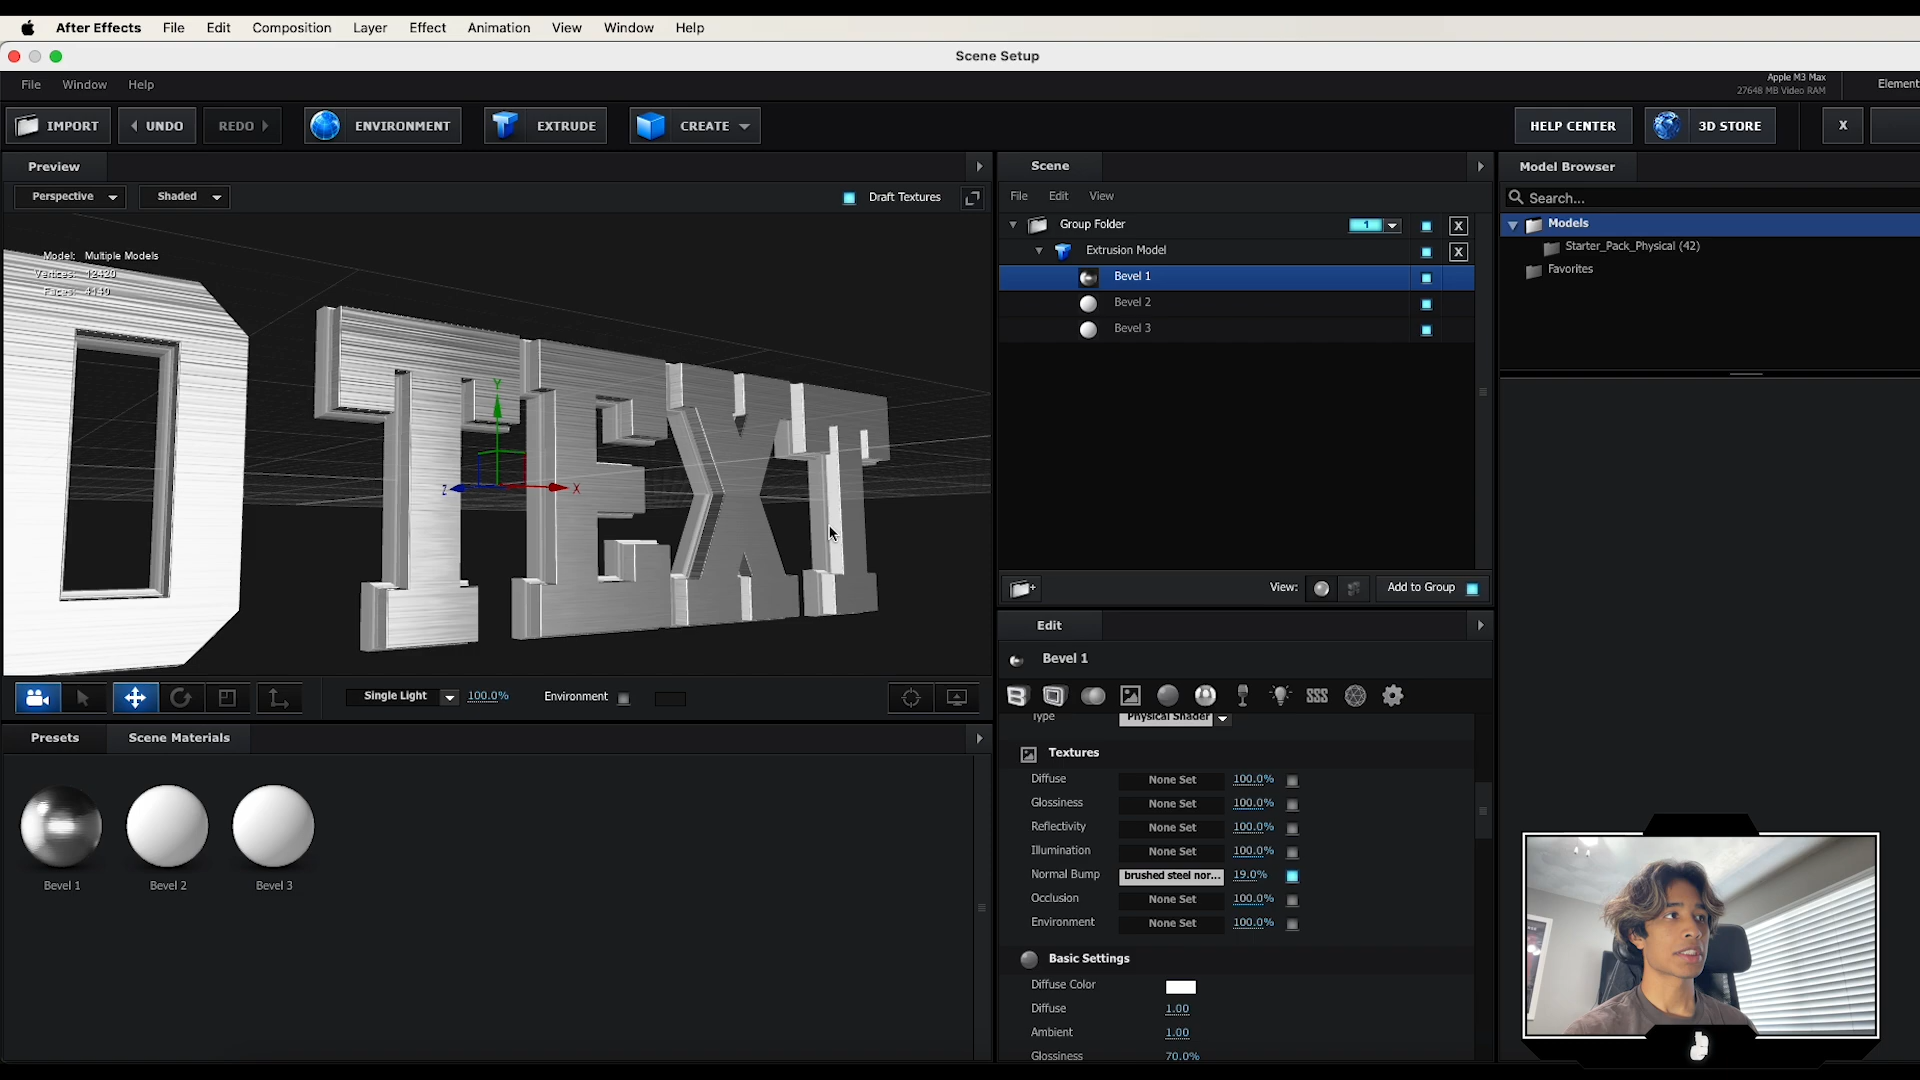 After Effects File Edit Composition Layer Effect Animation View Window Help
Scene Setup
File Window Help
Apple M3 Max
27648 MB Video RAM
Element
IMPORT UNDO REDO ENVIRONMENT EXTRUDE CREATE HELP CENTER 3D STORE X
Preview
Perspective Shaded Draft Textures
Model: Multiple Models
Vertices: 12420
Faces: 4140
O TEXT
Y
Z X
Single Light 100.0% Environment
Presets Scene Materials
Bevel 1 Bevel 2 Bevel 3
Scene
File Edit View
Group Folder 1 X
Extrusion Model X
Bevel 1
Bevel 2
Bevel 3
View: Add to Group
Edit
Bevel 1
Type Physical Shader
Textures
Diffuse None Set 100.0%
Glossiness None Set 100.0%
Reflectivity None Set 100.0%
Illumination None Set 100.0%
Normal Bump brushed steel nor... 19.0%
Occlusion None Set 100.0%
Environment None Set 100.0%
Basic Settings
Diffuse Color
Diffuse 1.00
Ambient 1.00
Glossiness 70.0%
Model Browser
Search...
Models
Starter_Pack_Physical (42)
Favorites